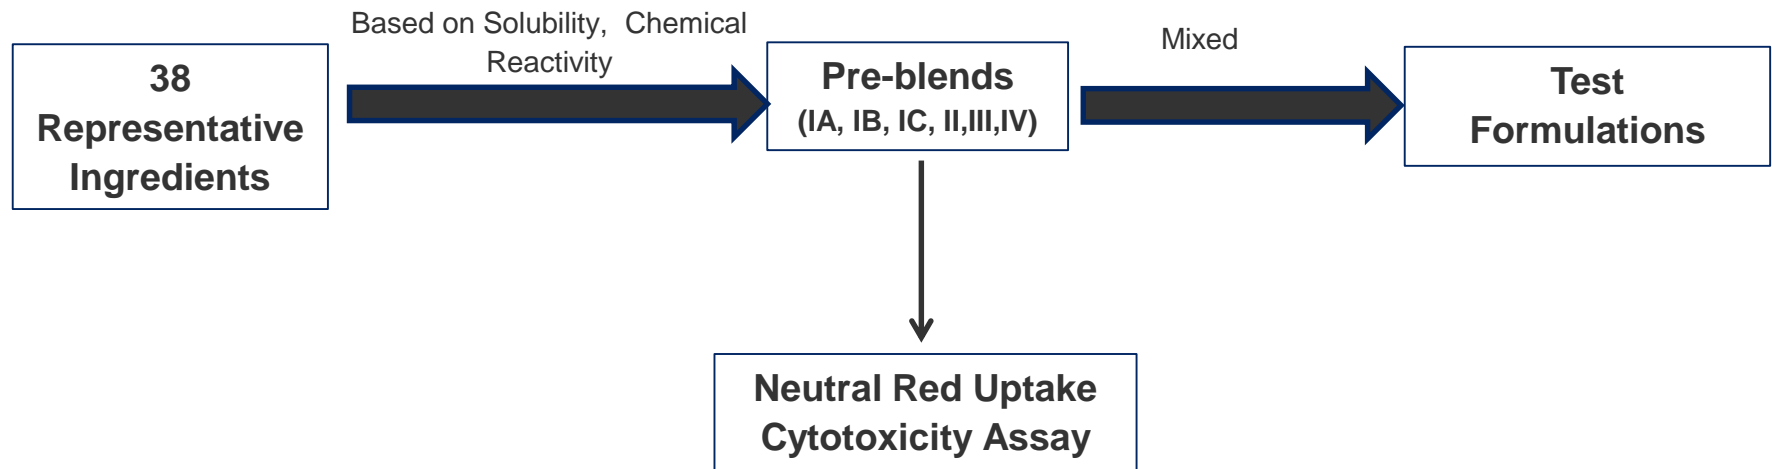 38
Representative
Ingredients
Based on Solubility,  Chemical
Reactivity
Pre-blends
(IA, IB, IC, II,III,IV)
Mixed
Test
Formulations
Neutral Red Uptake
Cytotoxicity Assay